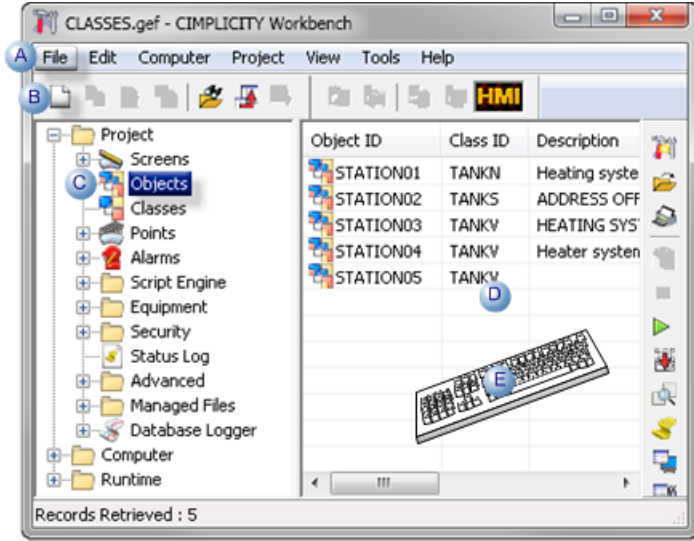 CLASSES.gef - CIMPLICITY Workbench
A File Edit Computer Project View Tools Help
B HMI
Project
Screens
C Objects
Classes
Points
Alarms
Script Engine
Equipment
Security
Status Log
Advanced
Managed Files
Database Logger
Computer
Runtime
Object ID Class ID Description
STATION01 TANKN Heating syste
STATION02 TANKS ADDRESS OFF
STATION03 TANKV HEATING SYS
STATION04 TANKV Heater system
STATION05 TANKV
D
E
Records Retrieved : 5